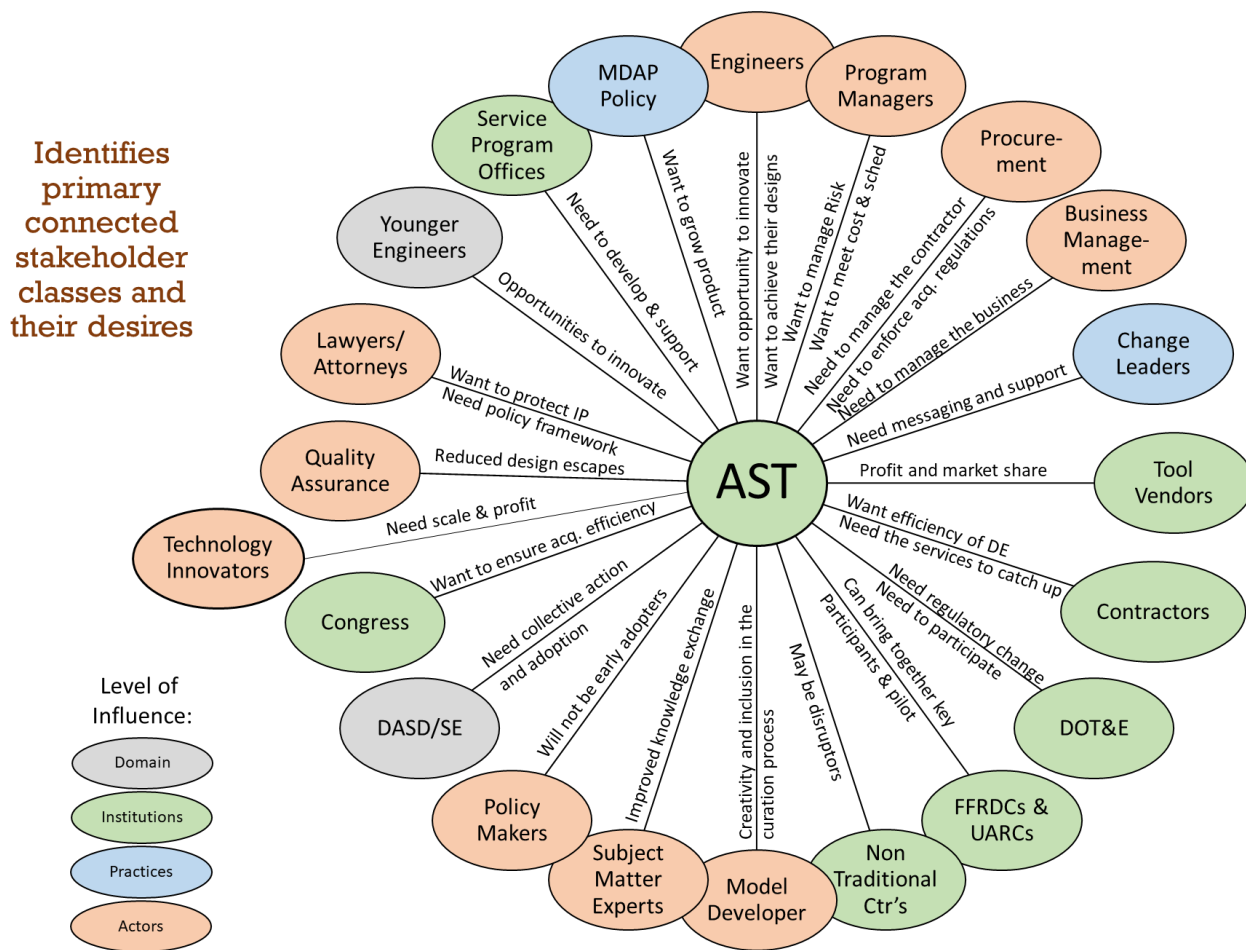 Identifies
primary
connected
stakeholder
classes and
their desires
Engineers
MDAP
Policy
Program
Managers
Service
Program
Offices
Procure-
ment
Younger
Engineers
Business
Manage-
ment
Lawyers/
Attorneys
Change
Leaders
Quality
Assurance
Tool
Vendors
Technology
Innovators
Contractors
Congress
DASD/SE
DOT&E
Policy
Makers
FFRDCs &
UARCs
Subject
Matter
Experts
Model
Developer
Non
Traditional
Ctr's
AST
Want opportunity to innovate
Want to achieve their designs
Want to manage Risk
Want to meet cost & sched
Need to manage the contractor
Need to enforce acq. regulations
Need to manage the business
Need messaging and support
Profit and market share
Want efficiency of DE
Need the services to catch up
Need regulatory change
Need to participate
Can bring together key
Participants & pilot
May be disruptors
Creativity and inclusion in the
curation process
Improved knowledge exchange
Will not be early adopters
Need collective action
and adoption
Want to ensure acq. efficiency
Need scale & profit
Reduced design escapes
Want to protect IP
Need policy framework
Opportunities to innovate
Need to develop & support
Want to grow product
Level of
Influence:
Domain
Institutions
Practices
Actors